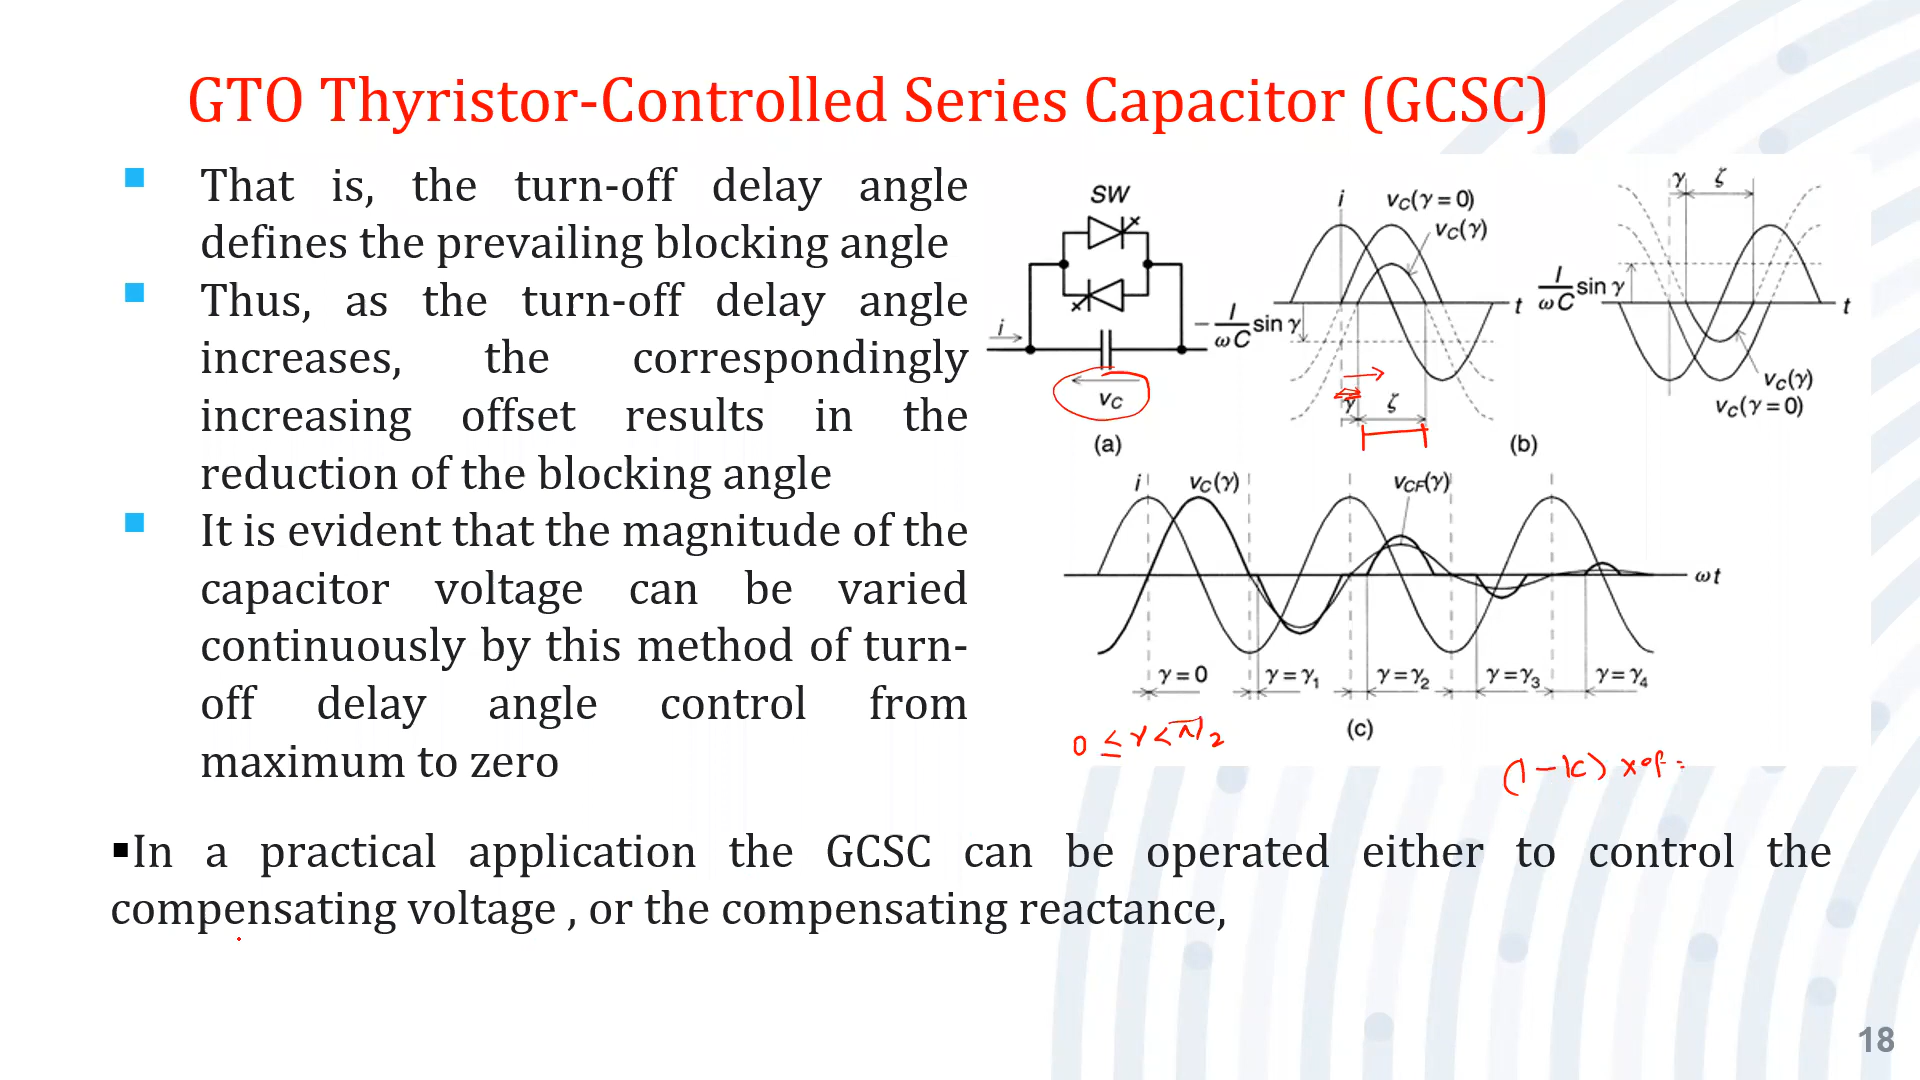 GTO Thyristor-Controlled Series Capacitor (GCSC)
That is, the turn-off delay angle
defines the prevailing blocking angle
Thus, as the turn-off delay angle
increases, the correspondingly
increasing offset results in the
reduction of the blocking angle
It is evident that the magnitude of the
capacitor voltage can be varied
continuously by this method of turn-
off delay angle control from
maximum to zero
In a practical application the GCSC can be operated either to control the
compensating voltage , or the compensating reactance,
SW
i
vC
(a)
i
vC(γ = 0)
vC(γ)
t
− I/ωC sin γ
γ ζ
(b)
γ ζ
I/ωC sin γ
t
vC(γ)
vC(γ = 0)
i vC(γ) vCF(γ)
ωt
γ = 0 γ = γ1 γ = γ2 γ = γ3 γ = γ4
(c)
0 ≤ γ < π/2
(1 - k)
18